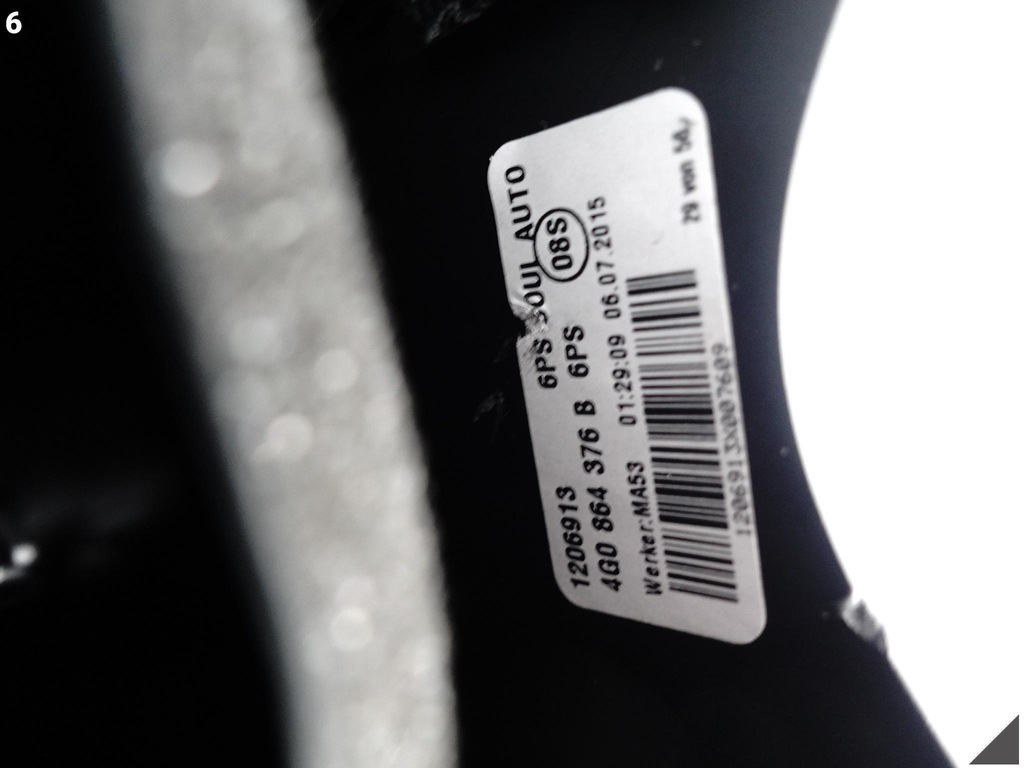 6
6PS SOUL AUTO
1206913
08S
4G0 864 376 B 6PS
Werker:MA53 01:29:09 06.07.2015
1206913X007609
29 von 50